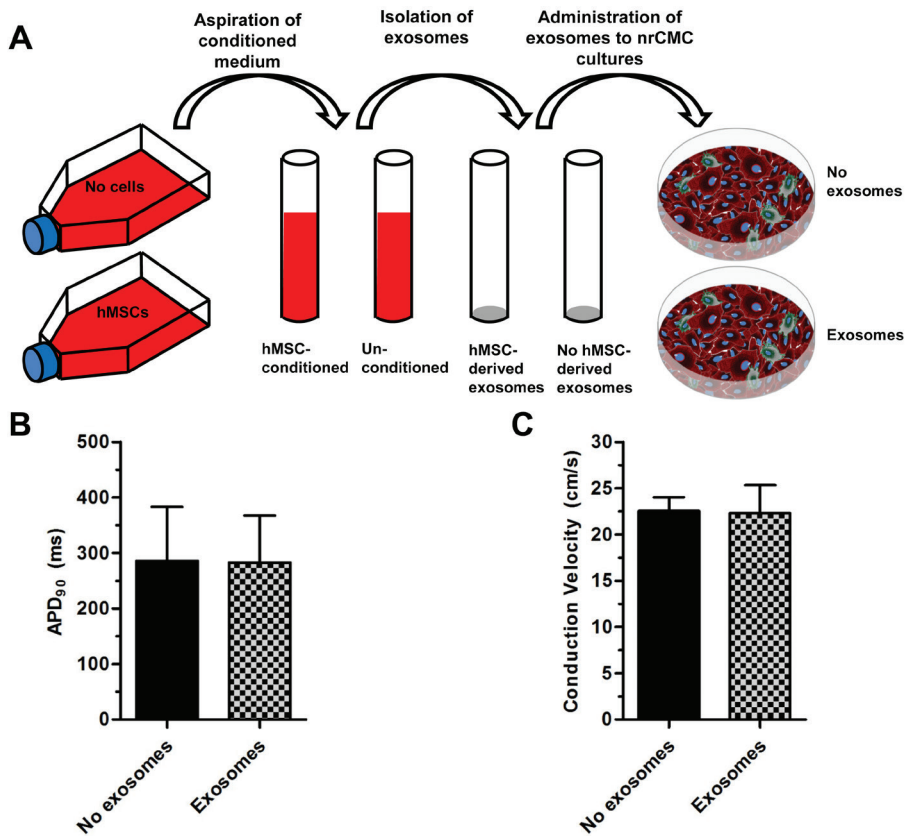 A
Aspiration of
conditioned
medium
Isolation of
exosomes
Administration of
exosomes to nrCMC
cultures
No cells
hMSCs
hMSC-
conditioned
Un-
conditioned
hMSC-
derived
exosomes
No hMSC-
derived
exosomes
No
exosomes
Exosomes
B
APD90 (ms)
500
400
300
200
100
0
No exosomes
Exosomes
C
Conduction Velocity (cm/s)
30
25
20
15
10
5
0
No exosomes
Exosomes